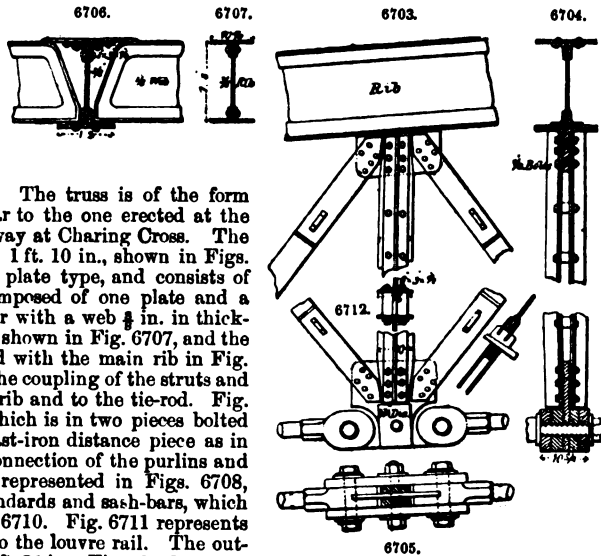 6706.
6707.
6703.
6704.
Rib
6712.
6705.
The truss is of the form
ar to the one erected at the
way at Charing Cross. The
1 ft. 10 in., shown in Figs.
plate type, and consists of
mposed of one plate and a
r with a web ⅜ in. in thick-
shown in Fig. 6707, and the
d with the main rib in Fig.
he coupling of the struts and
rib and to the tie-rod. Fig.
hich is in two pieces bolted
st-iron distance piece as in
onnection of the purlins and
represented in Figs. 6708,
ndards and sash-bars, which
6710. Fig. 6711 represents
o the louvre rail. The out-